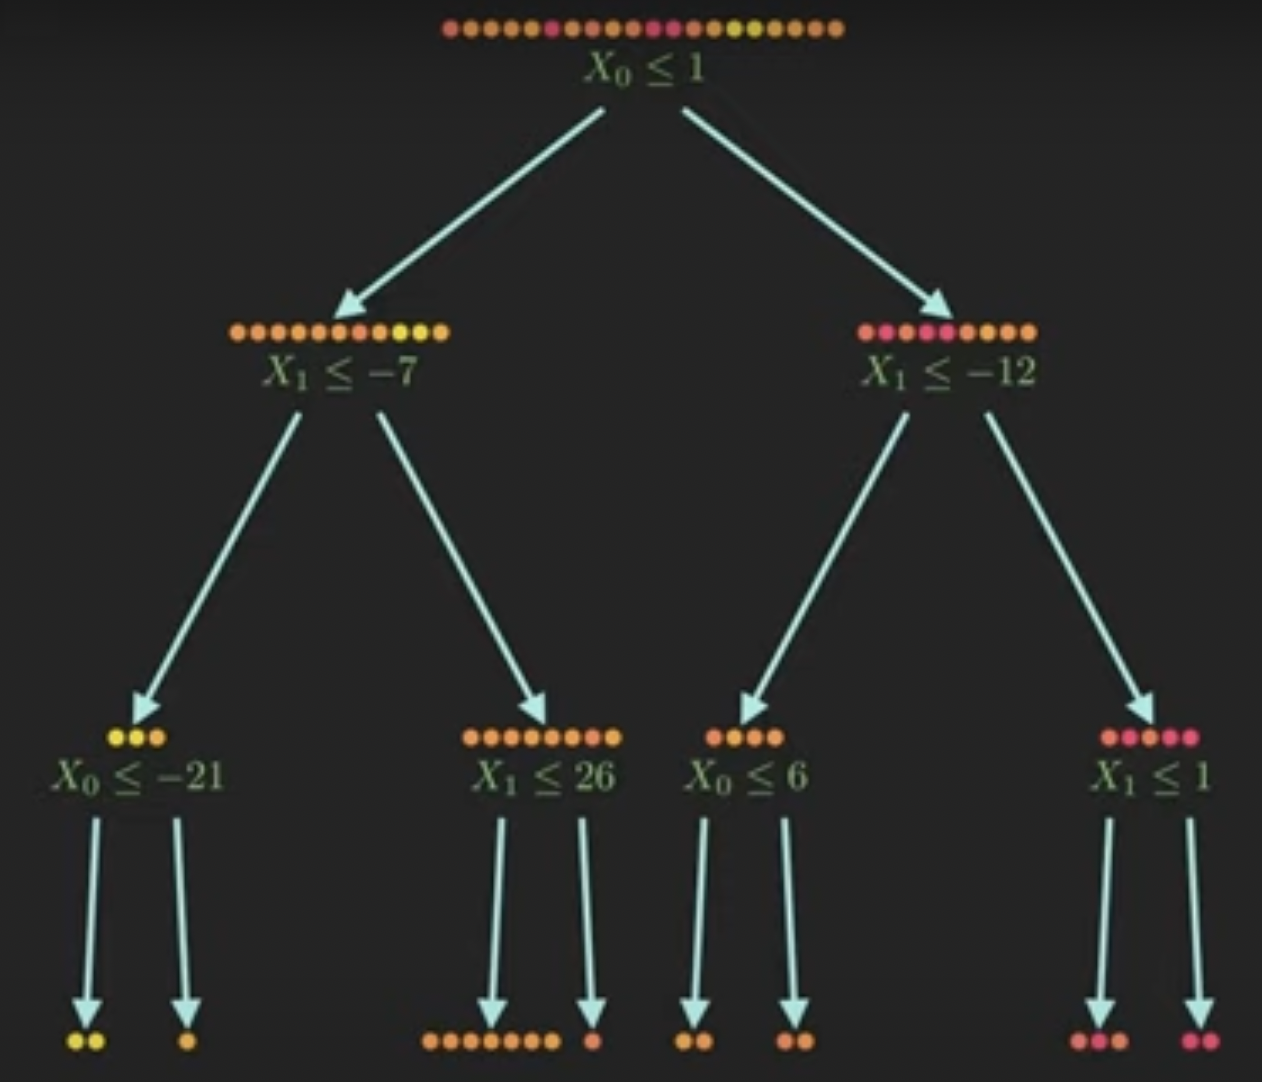 X₀ ≤ 1
X₁ ≤ −7
X₁ ≤ −12
X₀ ≤ −21
X₁ ≤ 26
X₀ ≤ 6
X₁ ≤ 1